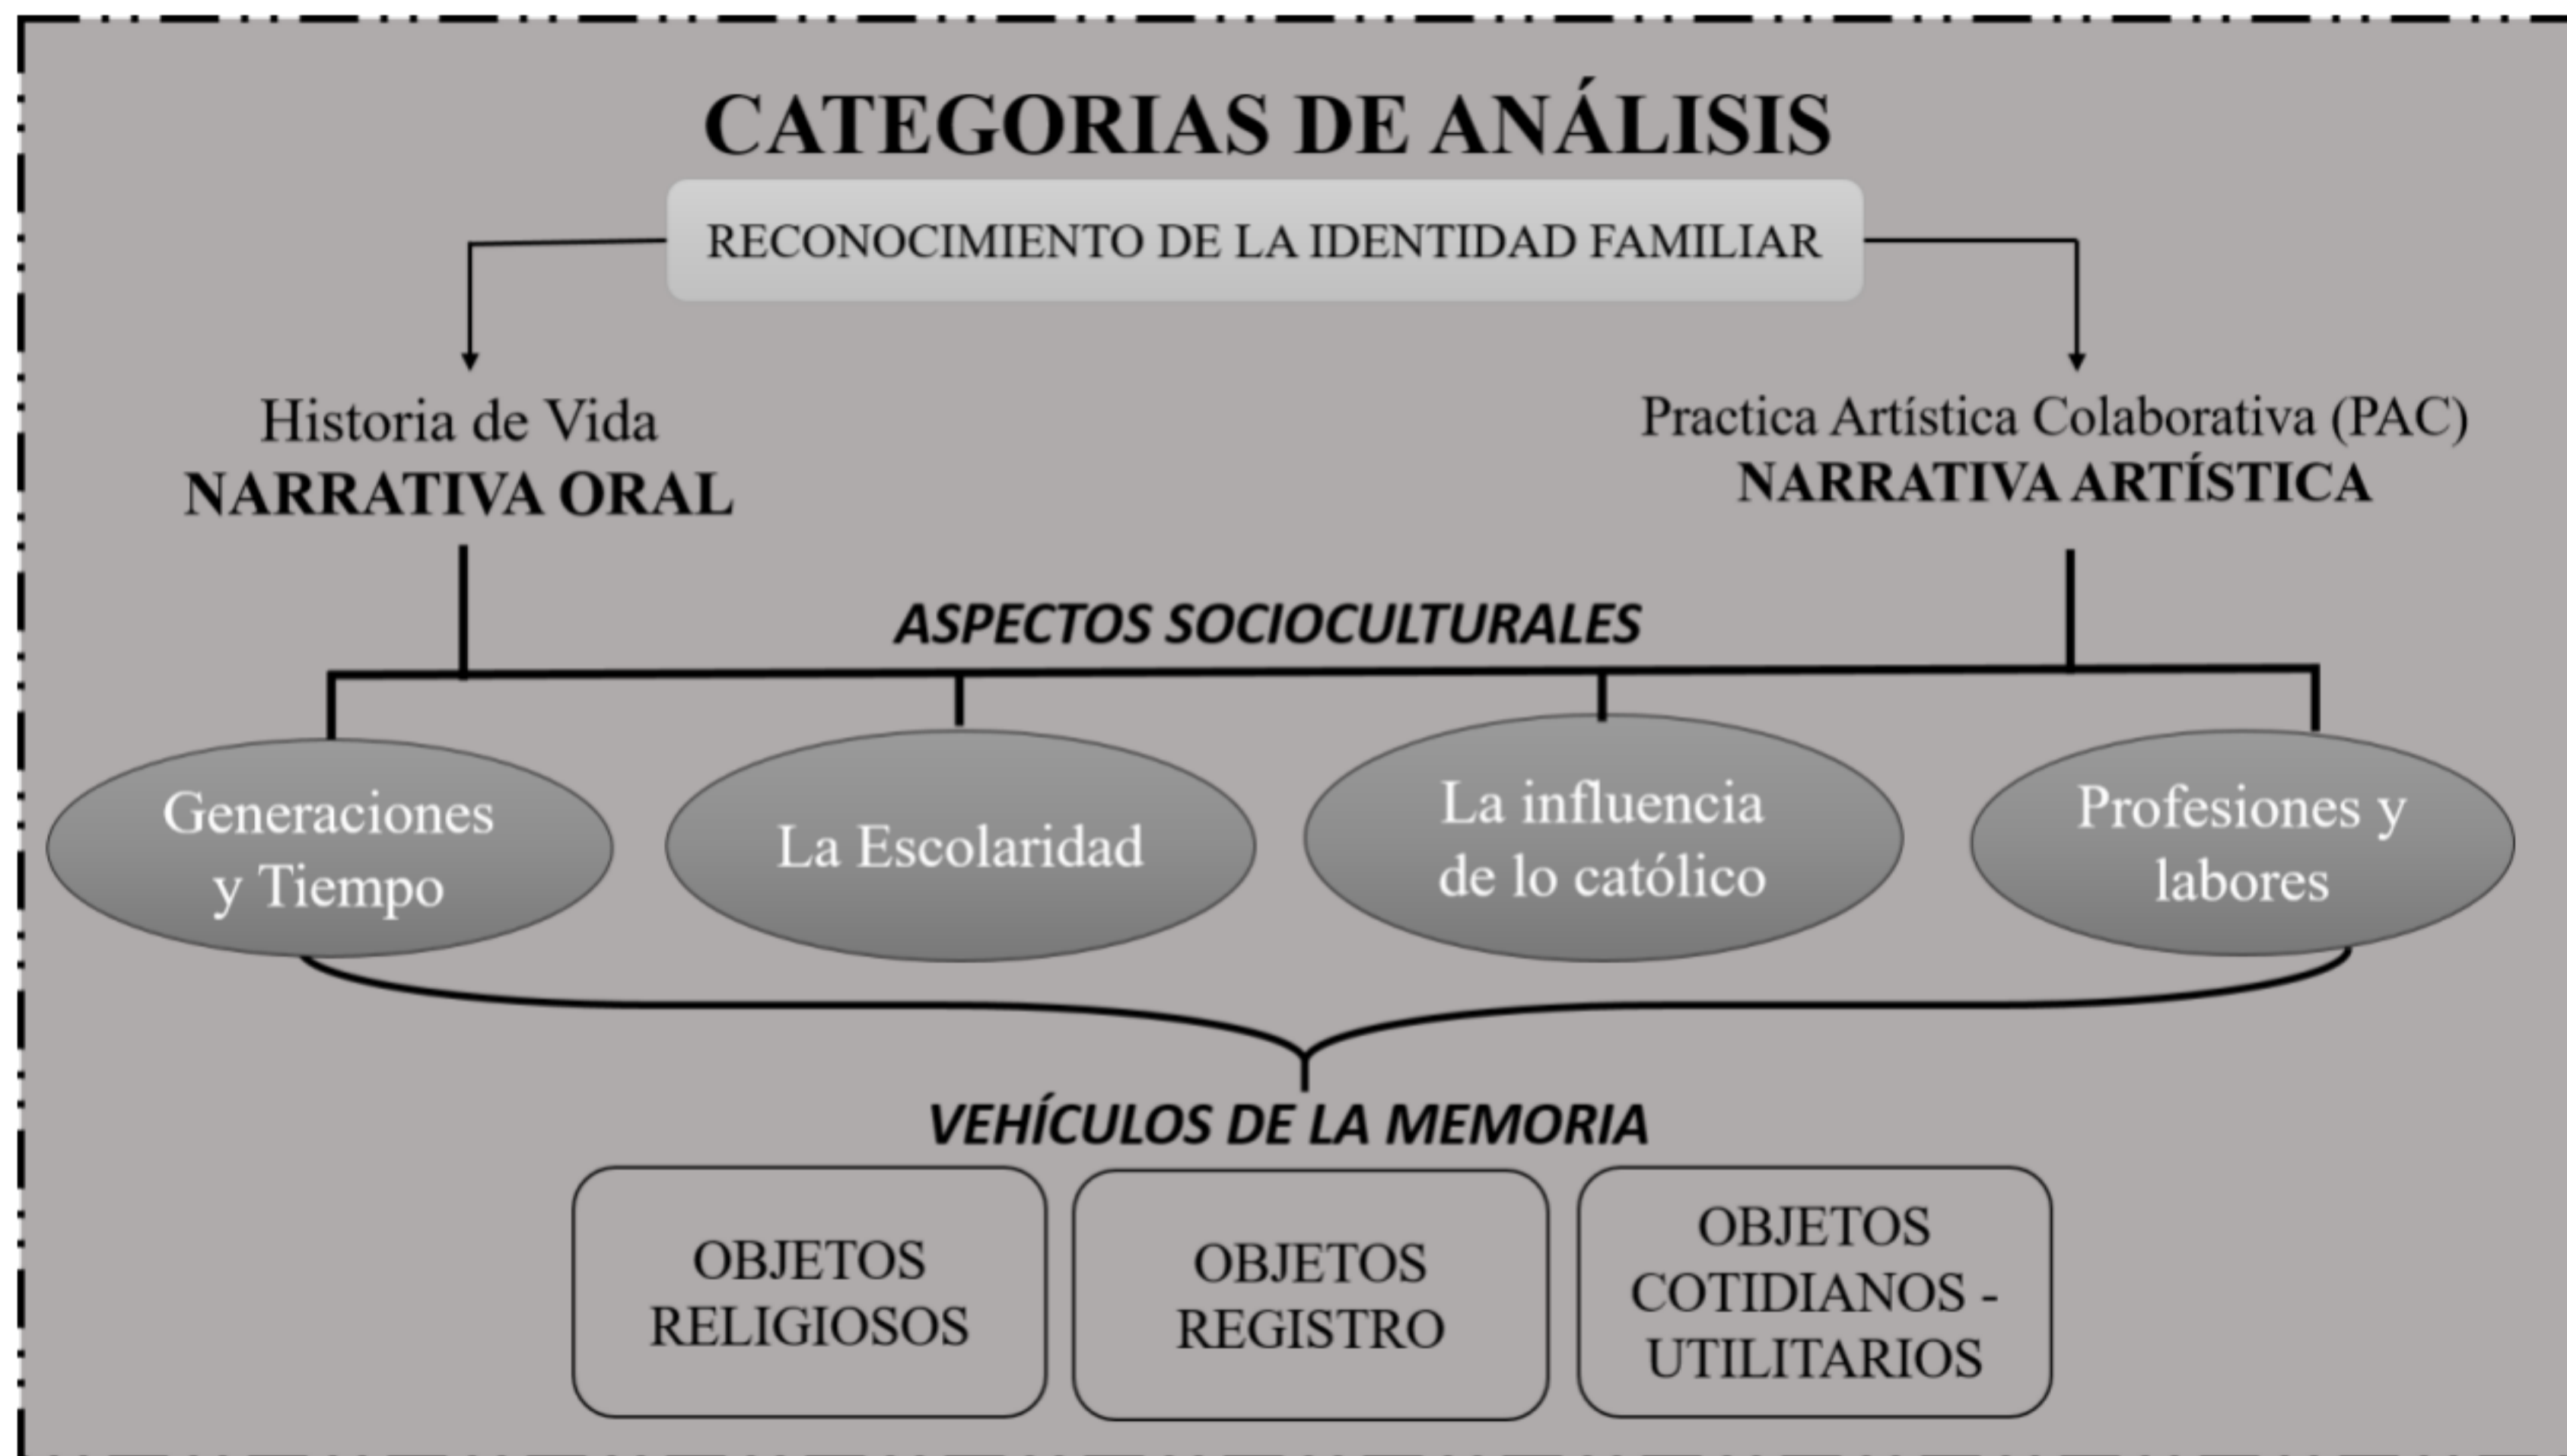 CATEGORIAS DE ANÁLISIS
RECONOCIMIENTO DE LA IDENTIDAD FAMILIAR
Historia de Vida
NARRATIVA ORAL
Practica Artística Colaborativa (PAC)
NARRATIVA ARTÍSTICA
ASPECTOS SOCIOCULTURALES
Generaciones
y Tiempo
La Escolaridad
La influencia
de lo católico
Profesiones y
labores
VEHÍCULOS DE LA MEMORIA
OBJETOS
RELIGIOSOS
OBJETOS
REGISTRO
OBJETOS
COTIDIANOS -
UTILITARIOS